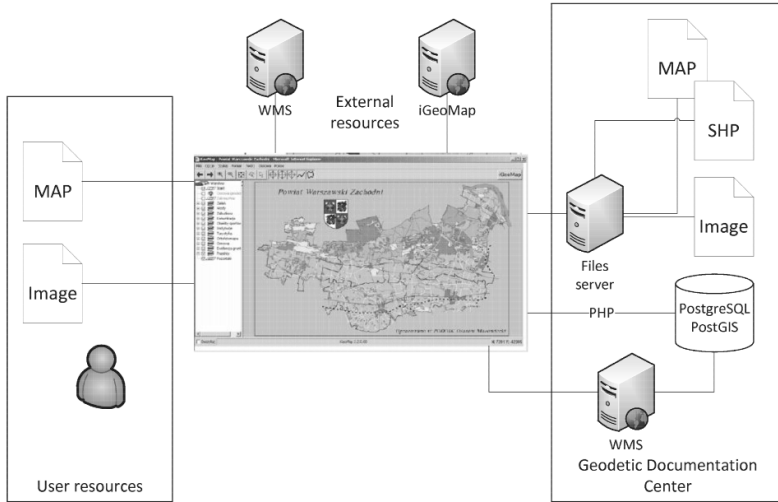 WMS
iGeoMap
External
resources
MAP
Image
User resources
iGeoMap
Powiat Warszawski Zachodni
MAP
SHP
Image
Files
server
PHP
PostgreSQL
PostGIS
WMS
Geodetic Documentation
Center